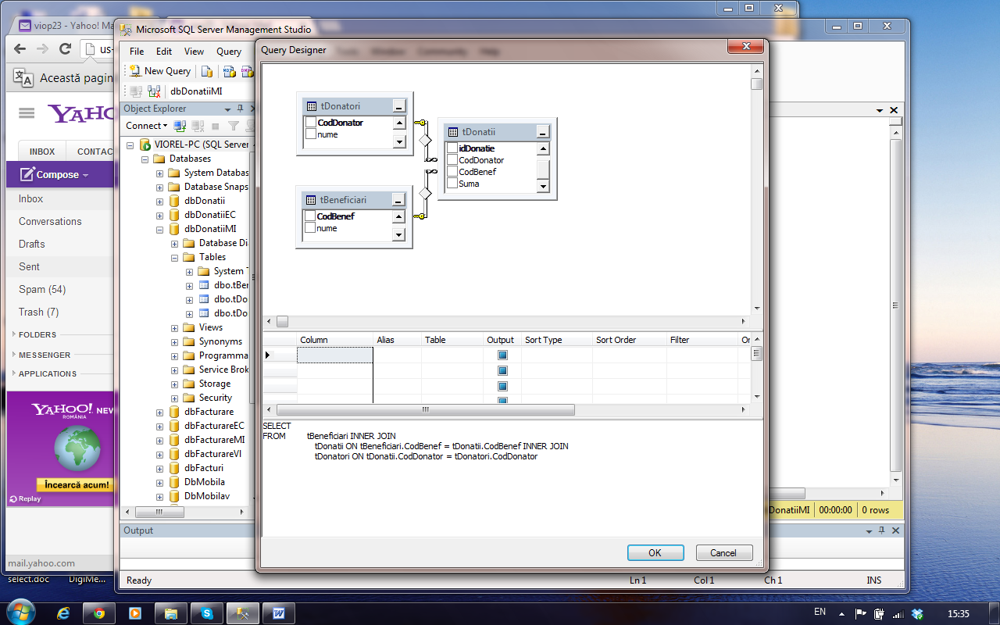 viop23 - Yahoo! Ma
us-
Această pagin
YAHO
INBOX
CONTAC
Compose
Inbox
Conversations
Drafts
Sent
Spam (54)
Trash (7)
FOLDERS
MESSENGER
APPLICATIONS
YAHOO! NEW
ROMÂNIA
Încearcă acum!
Replay
mail.yahoo.com
select.doc
DigiMe...
Microsoft SQL Server Management Studio
File Edit View Query Tools Window Community Help
New Query
dbDonatiiMI
Object Explorer
Connect
VIOREL-PC (SQL Server
Databases
System Databas
Database Snaps
dbDonatii
dbDonatiiEC
dbDonatiiMI
Database Dia
Tables
System T
dbo.tBer
dbo.tDo
dbo.tDo
Views
Synonyms
Programma
Service Brok
Storage
Security
dbFacturare
dbFacturareEC
dbFacturareMI
dbFacturareVI
dbFacturi
DbMobila
DbMobilav
Output
Ready
Ln 1
Col 1
Ch 1
INS
DonatiiMI
00:00:00
0 rows
Query Designer
tDonatori
CodDonator
nume
tDonatii
idDonatie
CodDonator
CodBenef
Suma
tBeneficiari
CodBenef
nume
Column Alias Table Output Sort Type Sort Order Filter Or
SELECT
FROM tBeneficiari INNER JOIN
tDonatii ON tBeneficiari.CodBenef = tDonatii.CodBenef INNER JOIN
tDonatori ON tDonatii.CodDonator = tDonatori.CodDonator
OK
Cancel
EN
15:35